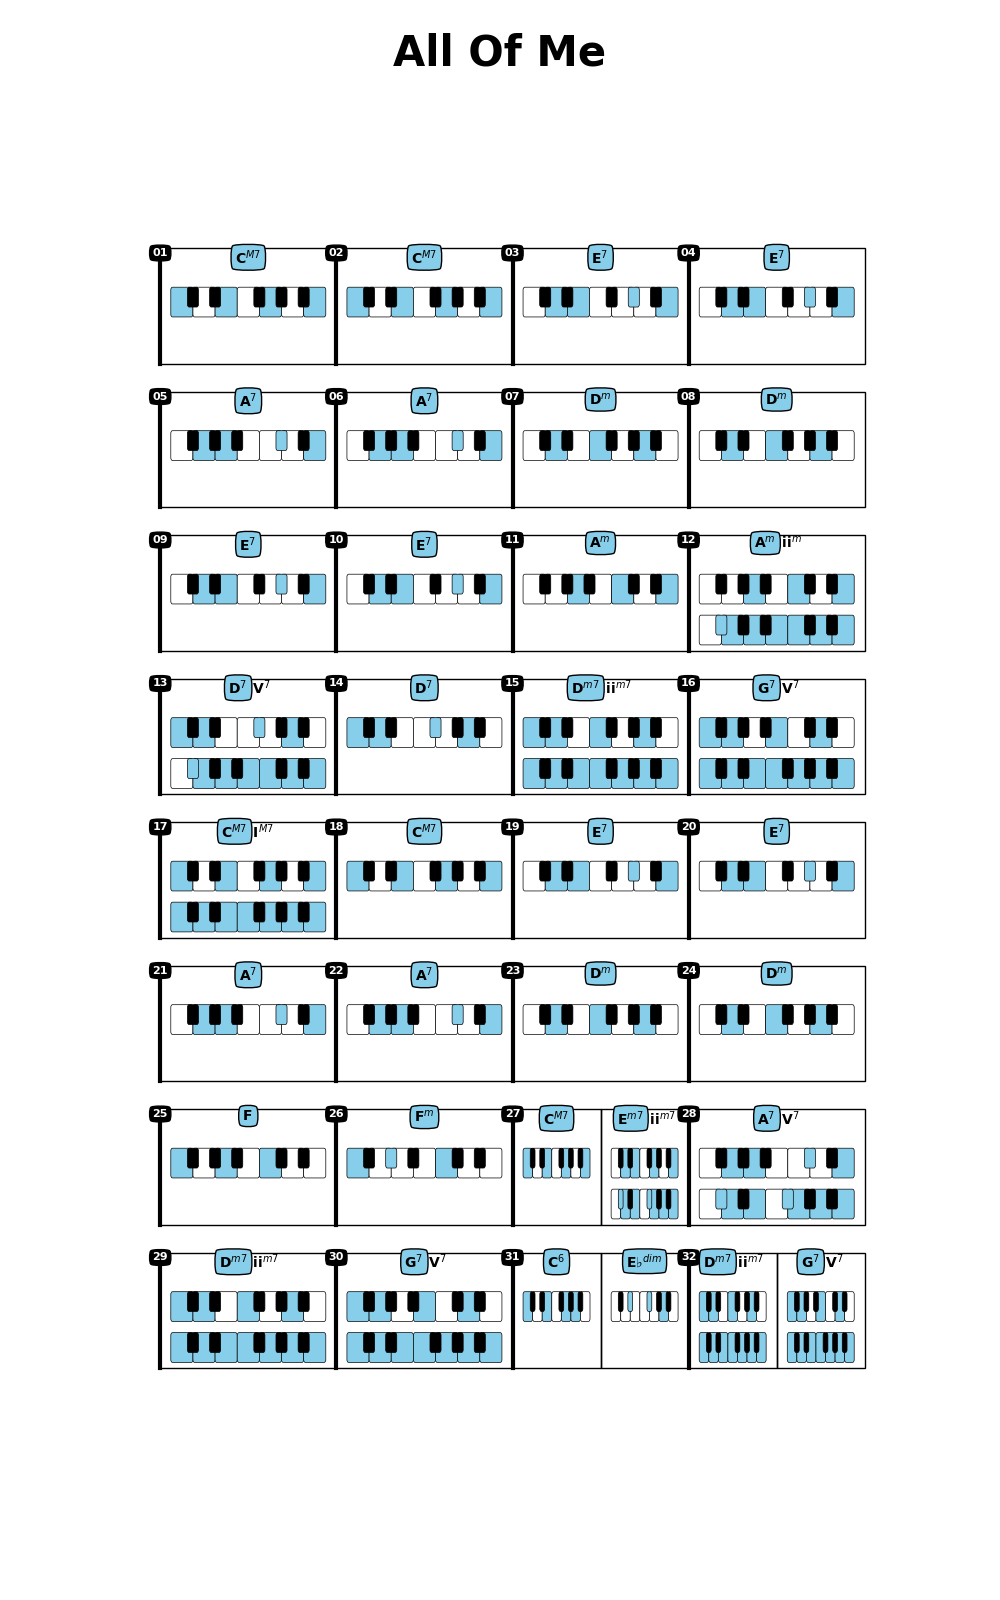 All Of Me
01 C^M7 02 C^M7 03 E^7 04 E^7
05 A^7 06 A^7 07 D^m 08 D^m
09 E^7 10 E^7 11 A^m 12 A^m ii^m
13 D^7 V^7 14 D^7 15 D^m7 ii^m7 16 G^7 V^7
17 C^M7 I^M7 18 C^M7 19 E^7 20 E^7
21 A^7 22 A^7 23 D^m 24 D^m
25 F 26 F^m 27 C^M7 E^m7 ii^m7 28 A^7 V^7
29 D^m7 ii^m7 30 G^7 V^7 31 C^6 E♭^dim 32 D^m7 ii^m7 G^7 V^7